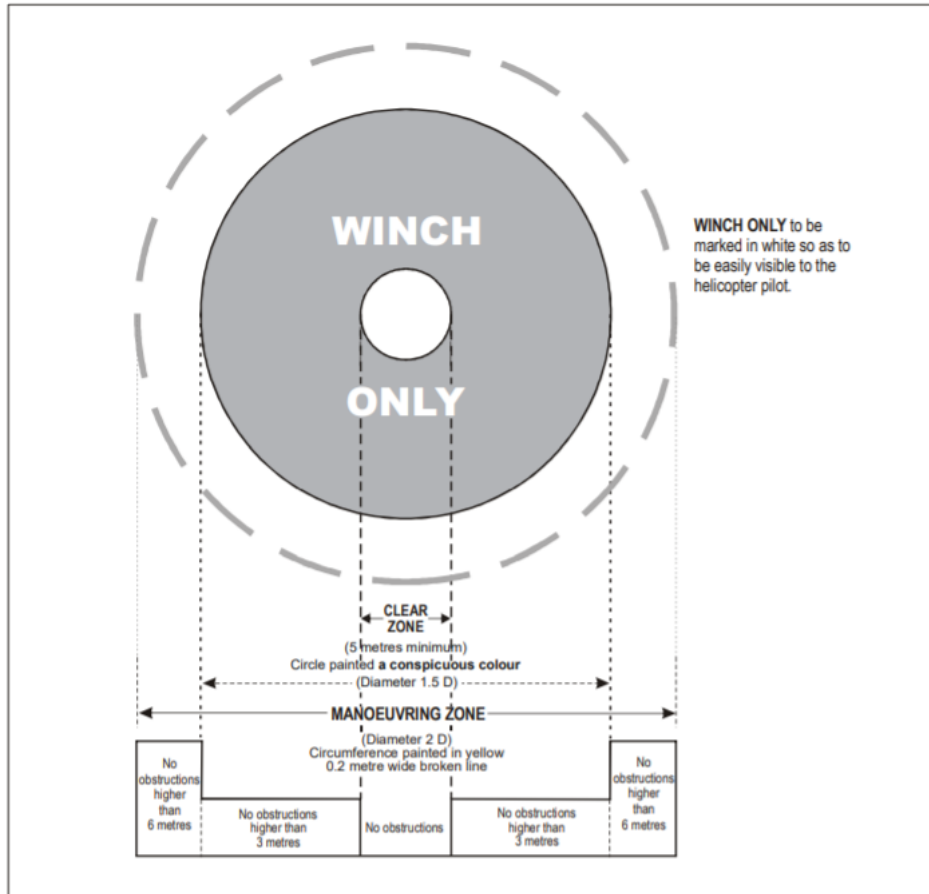 WINCH
ONLY
WINCH ONLY to be
marked in white so as to
be easily visible to the
helicopter pilot.
CLEAR
ZONE
(5 metres minimum)
Circle painted a conspicuous colour
(Diameter 1.5 D)
MANOEUVRING ZONE
(Diameter 2 D)
Circumference painted in yellow
0.2 metre wide broken line
No
obstructions
higher
than
6 metres
No obstructions
higher than
3 metres
No obstructions
No obstructions
higher than
3 metres
No
obstructions
higher
than
6 metres